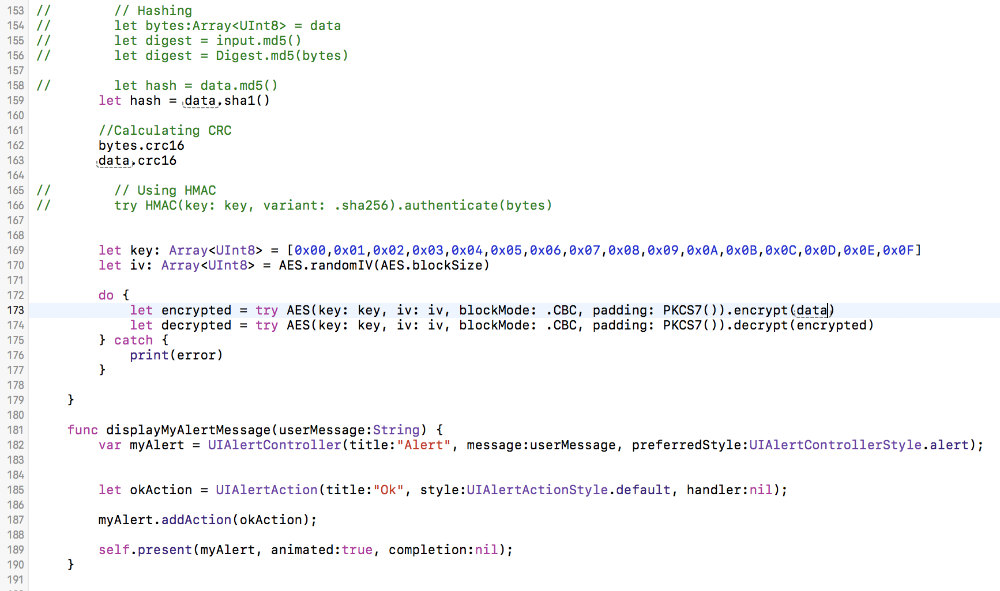 153 //        // Hashing
154 //        let bytes:Array<UInt8> = data
155 //        let digest = input.md5()
156 //        let digest = Digest.md5(bytes)
157
158 //        let hash = data.md5()
159         let hash = data.sha1()
160
161         //Calculating CRC
162         bytes.crc16
163         data.crc16
164
165 //        // Using HMAC
166 //        try HMAC(key: key, variant: .sha256).authenticate(bytes)
167
168
169         let key: Array<UInt8> = [0x00,0x01,0x02,0x03,0x04,0x05,0x06,0x07,0x08,0x09,0x0A,0x0B,0x0C,0x0D,0x0E,0x0F]
170         let iv: Array<UInt8> = AES.randomIV(AES.blockSize)
171
172         do {
173             let encrypted = try AES(key: key, iv: iv, blockMode: .CBC, padding: PKCS7()).encrypt(data)
174             let decrypted = try AES(key: key, iv: iv, blockMode: .CBC, padding: PKCS7()).decrypt(encrypted)
175         } catch {
176             print(error)
177         }
178
179     }
180
181     func displayMyAlertMessage(userMessage:String) {
182         var myAlert = UIAlertController(title:"Alert", message:userMessage, preferredStyle:UIAlertControllerStyle.alert);
183
184
185         let okAction = UIAlertAction(title:"Ok", style:UIAlertActionStyle.default, handler:nil);
186
187         myAlert.addAction(okAction);
188
189         self.present(myAlert, animated:true, completion:nil);
190     }
191